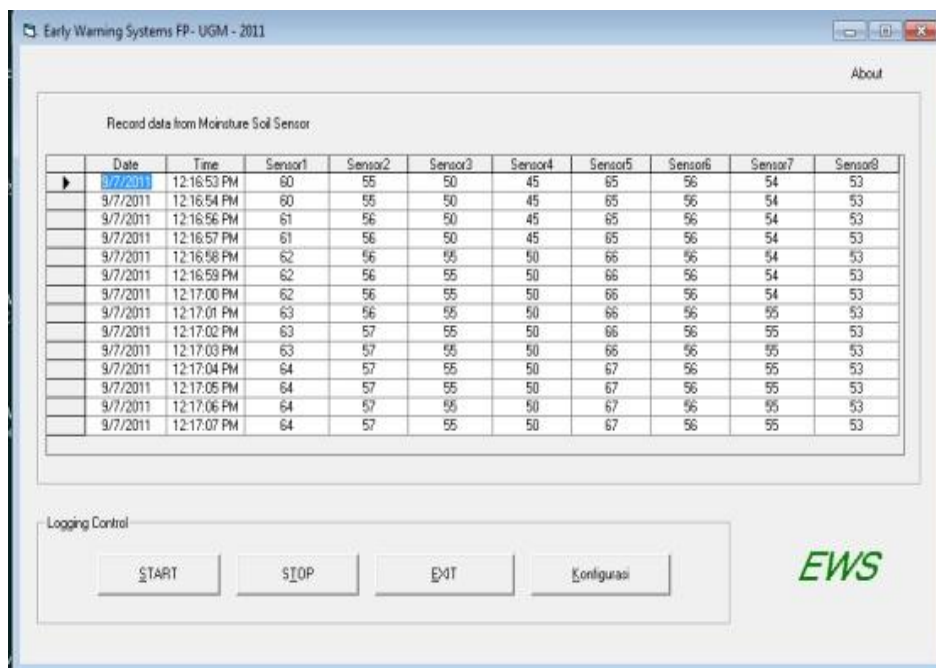 Early Warning Systems FP- UGM - 2011
About
Record data from Moinsture Soil Sensor
Date Time Sensor1 Sensor2 Sensor3 Sensor4 Sensor5 Sensor6 Sensor7 Sensor8
9/7/2011 12:16:53 PM 60 55 50 45 65 56 54 53
9/7/2011 12:16:54 PM 60 55 50 45 65 56 54 53
9/7/2011 12:16:56 PM 61 56 50 45 65 56 54 53
9/7/2011 12:16:57 PM 61 56 50 45 65 56 54 53
9/7/2011 12:16:58 PM 62 56 55 50 66 56 54 53
9/7/2011 12:16:59 PM 62 56 55 50 66 56 54 53
9/7/2011 12:17:00 PM 62 56 55 50 66 56 54 53
9/7/2011 12:17:01 PM 63 56 55 50 66 56 55 53
9/7/2011 12:17:02 PM 63 57 55 50 66 56 55 53
9/7/2011 12:17:03 PM 63 57 55 50 66 56 55 53
9/7/2011 12:17:04 PM 64 57 55 50 67 56 55 53
9/7/2011 12:17:05 PM 64 57 55 50 67 56 55 53
9/7/2011 12:17:06 PM 64 57 55 50 67 56 55 53
9/7/2011 12:17:07 PM 64 57 55 50 67 56 55 53
Logging Control
START STOP EXIT Konfigurasi
EWS